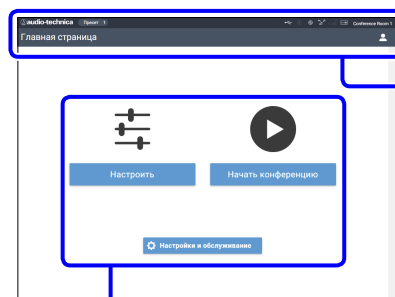 audio-technica Пресет 1 Conference Room 1
Главная страница
Настроить Начать конференцию
Настройки и обслуживание